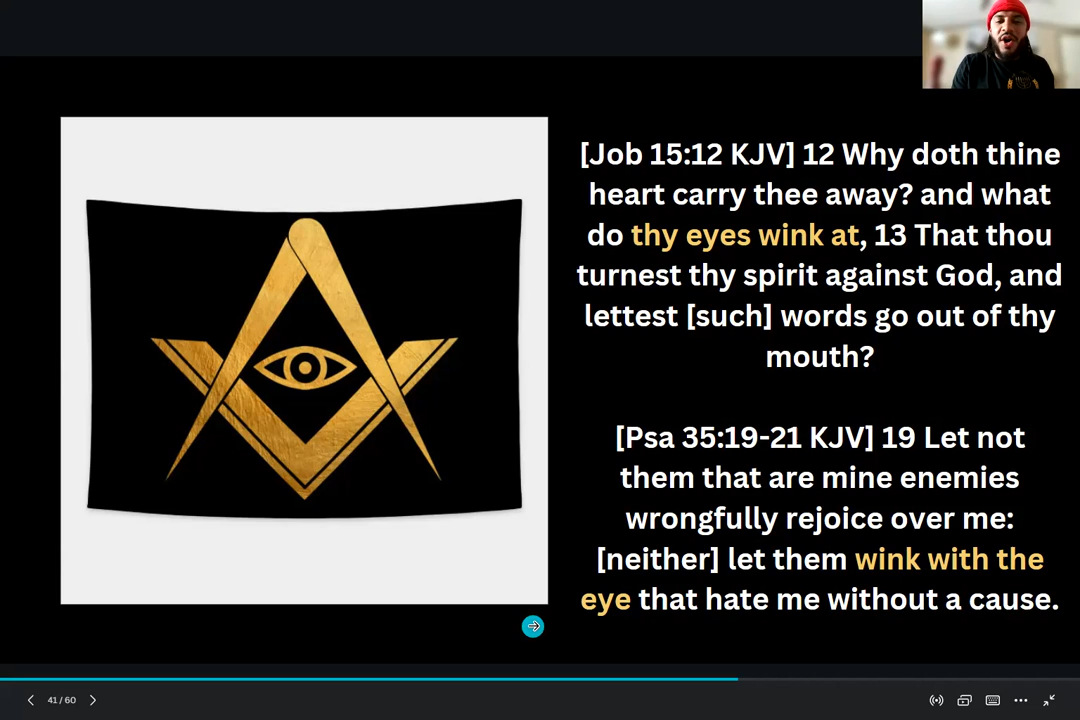 [Job 15:12 KJV] 12 Why doth thine
heart carry thee away? and what
do thy eyes wink at, 13 That thou
turnest thy spirit against God, and
lettest [such] words go out of thy
mouth?
[Psa 35:19-21 KJV] 19 Let not
them that are mine enemies
wrongfully rejoice over me:
[neither] let them wink with the
eye that hate me without a cause.
41 / 60